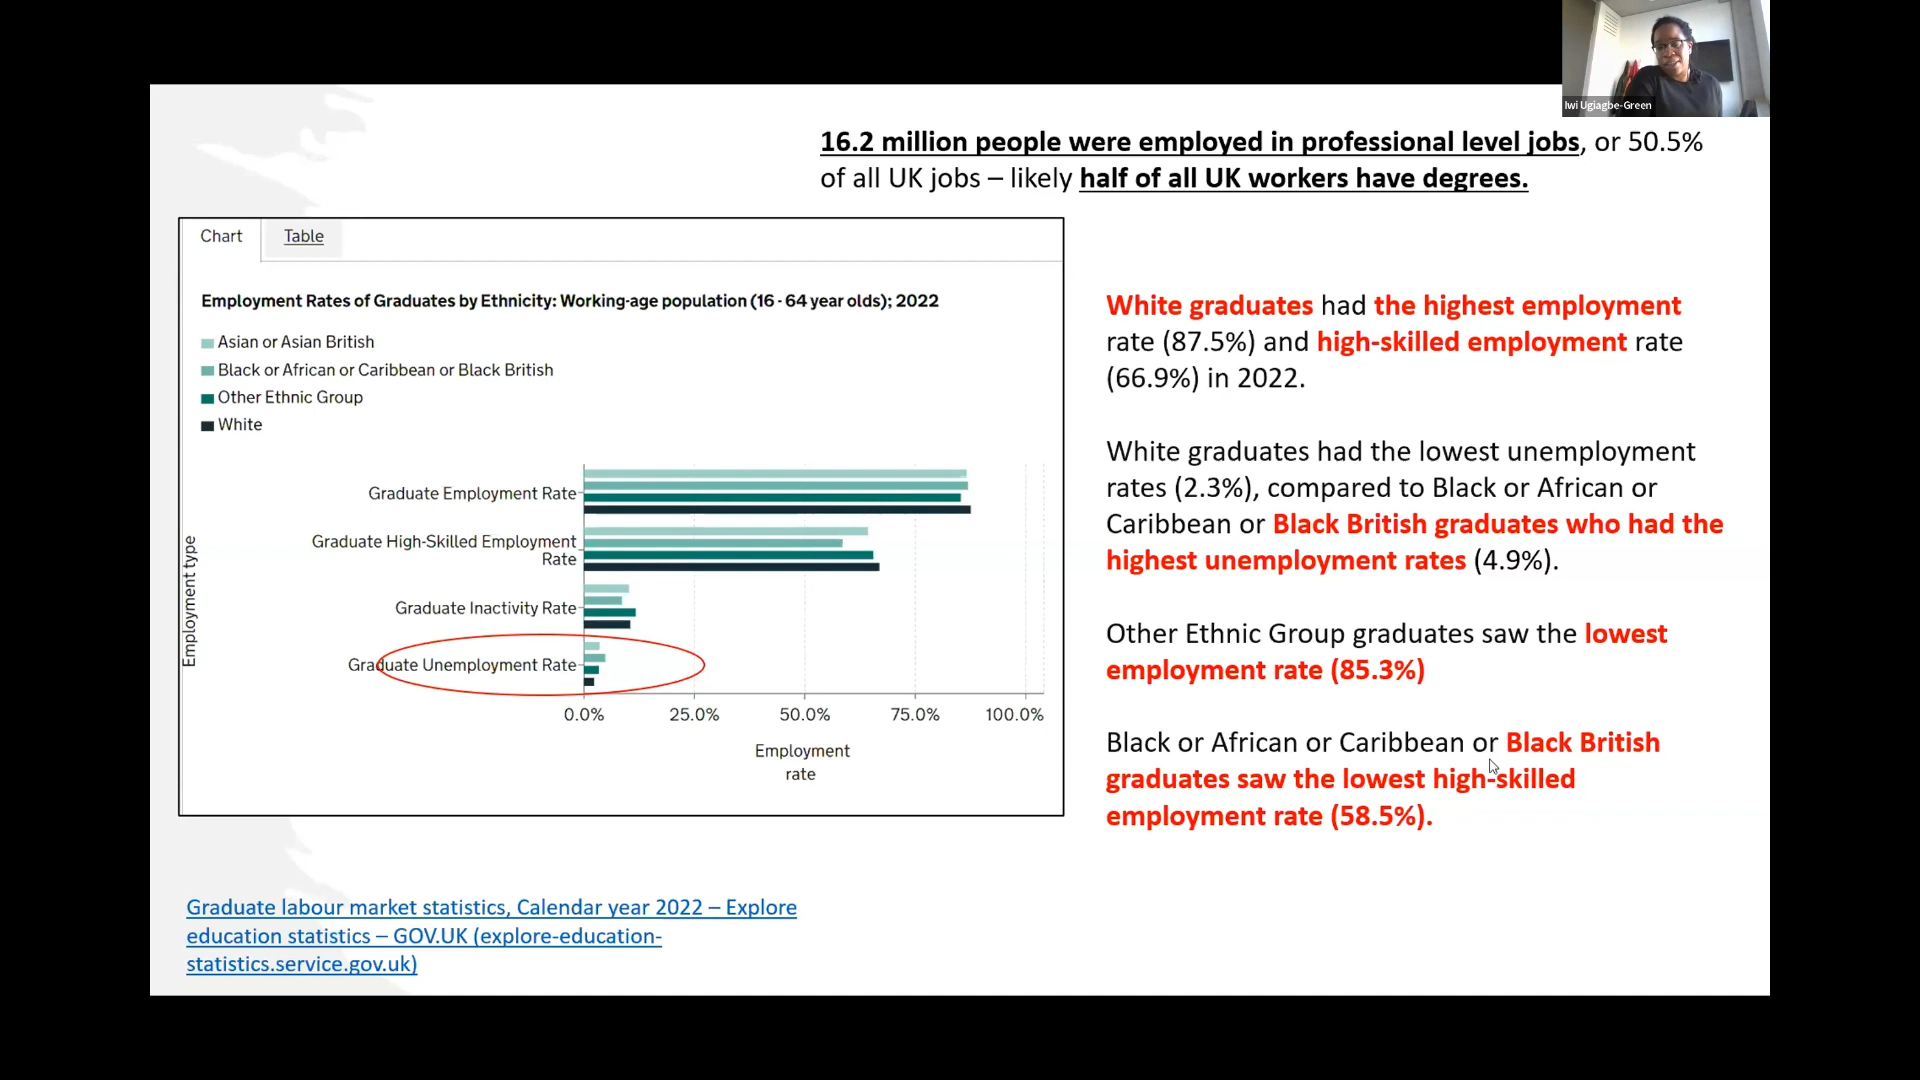 Iwi Ugiagbe-Green
16.2 million people were employed in professional level jobs, or 50.5%
of all UK jobs – likely half of all UK workers have degrees.
Chart
Table
Employment Rates of Graduates by Ethnicity: Working-age population (16 - 64 year olds); 2022
Asian or Asian British
Black or African or Caribbean or Black British
Other Ethnic Group
White
Employment type
Graduate Employment Rate
Graduate High-Skilled Employment
Rate
Graduate Inactivity Rate
Graduate Unemployment Rate
0.0%
25.0%
50.0%
75.0%
100.0%
Employment
rate
White graduates had the highest employment
rate (87.5%) and high-skilled employment rate
(66.9%) in 2022.
White graduates had the lowest unemployment
rates (2.3%), compared to Black or African or
Caribbean or Black British graduates who had the
highest unemployment rates (4.9%).
Other Ethnic Group graduates saw the lowest
employment rate (85.3%)
Black or African or Caribbean or Black British
graduates saw the lowest high-skilled
employment rate (58.5%).
Graduate labour market statistics, Calendar year 2022 – Explore
education statistics – GOV.UK (explore-education-
statistics.service.gov.uk)